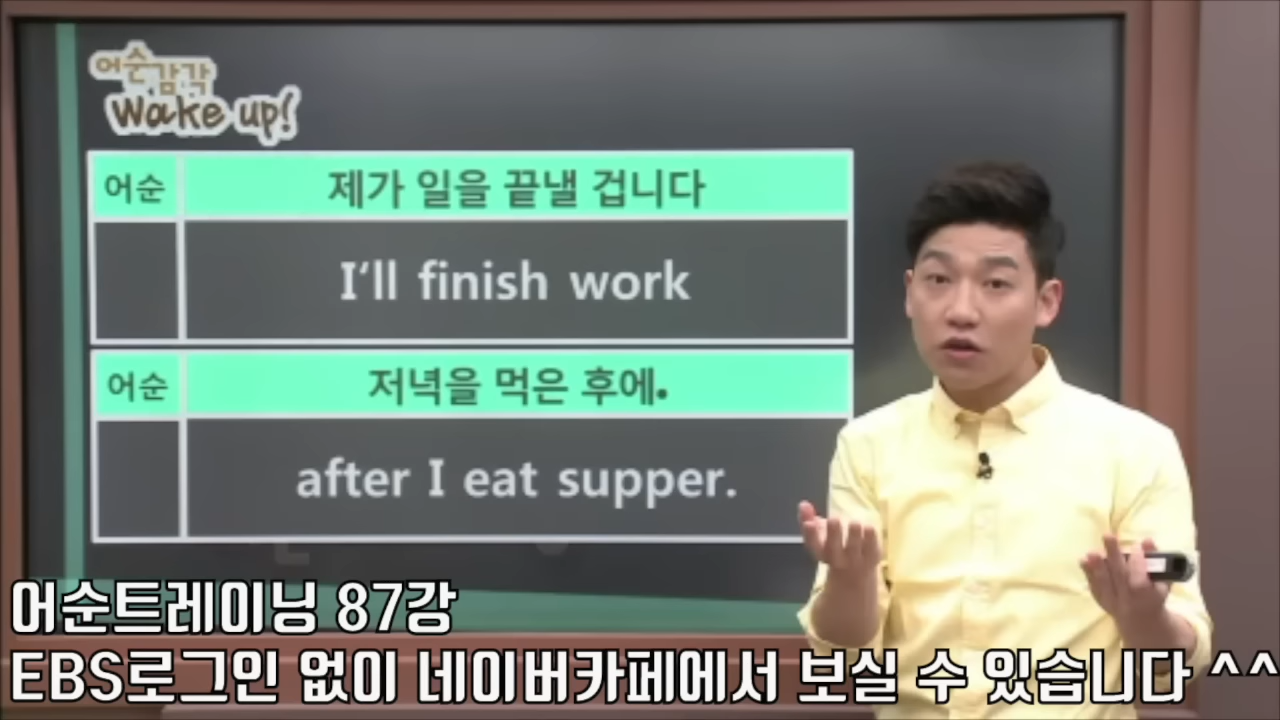 어순감각
Wake up!
어순 제가 일을 끝낼 겁니다
I'll finish work
어순 저녁을 먹은 후에.
after I eat supper.
어순트레이닝 87강
EBS로그인 없이 네이버카페에서 보실 수 있습니다 ^^